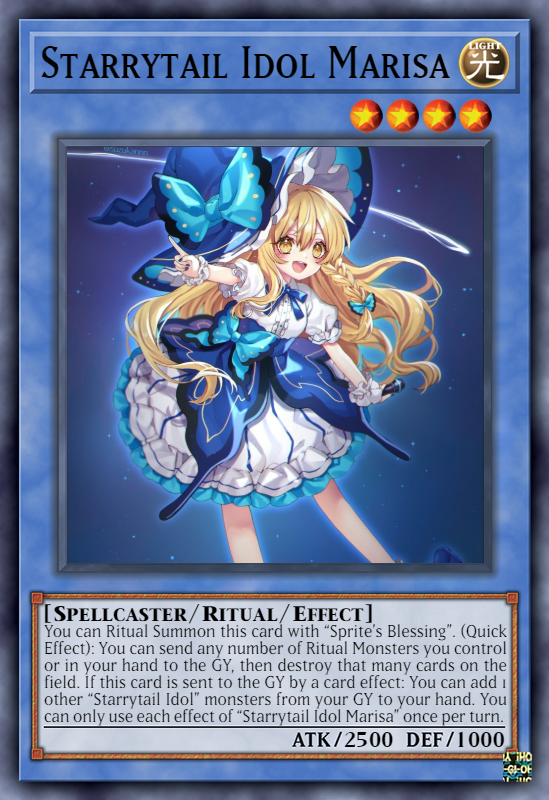 Starrytail Idol Marisa
LIGHT
光
@suzukannn
[Spellcaster/Ritual/Effect]
You can Ritual Summon this card with “Sprite's Blessing”. (Quick
Effect): You can send any number of Ritual Monsters you control
or in your hand to the GY, then destroy that many cards on the
field. If this card is sent to the GY by a card effect: You can add 1
other “Starrytail Idol” monsters from your GY to your hand. You
can only use each effect of “Starrytail Idol Marisa” once per turn.
ATK/2500 DEF/1000